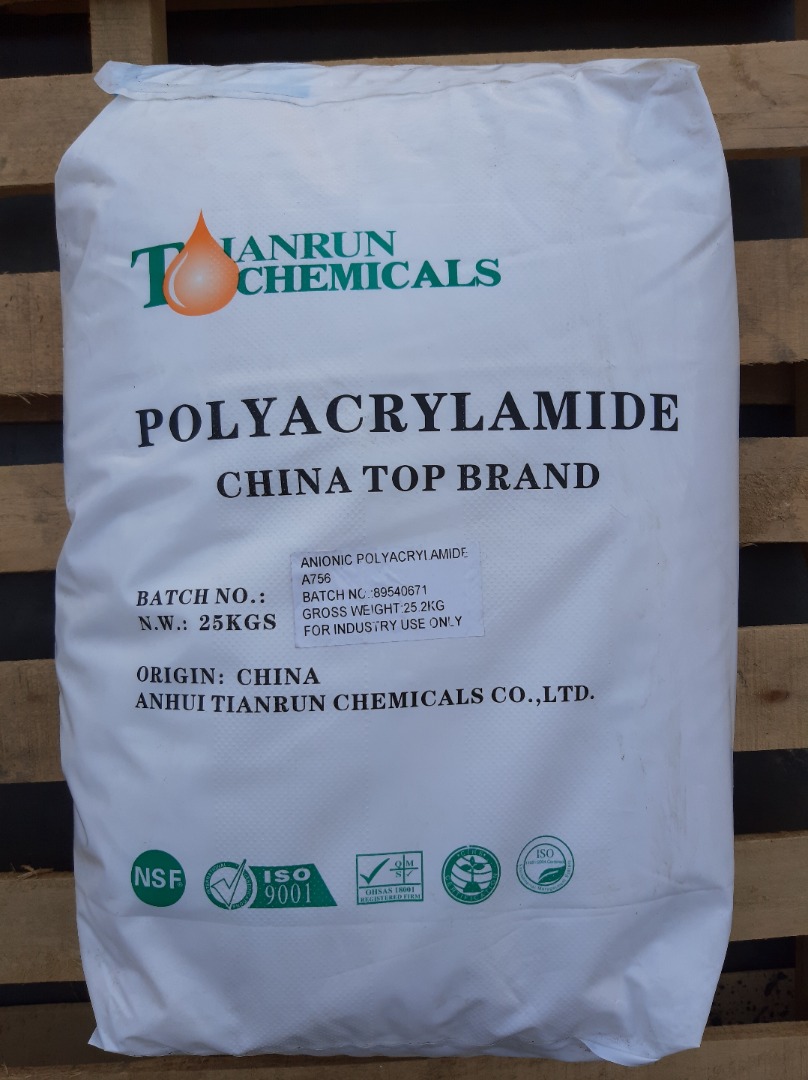 TIANRUN
CHEMICALS
POLYACRYLAMIDE
CHINA TOP BRAND
ANIONIC POLYACRYLAMIDE
A756
BATCH NO.:89540671
GROSS WEIGHT:25.2KG
FOR INDUSTRY USE ONLY
BATCH NO.:
N.W.: 25KGS
ORIGIN: CHINA
ANHUI TIANRUN CHEMICALS CO.,LTD.
NSF
ISO
9001
QM
S
OHSAS 18001
REGISTERED FIRM
ISO